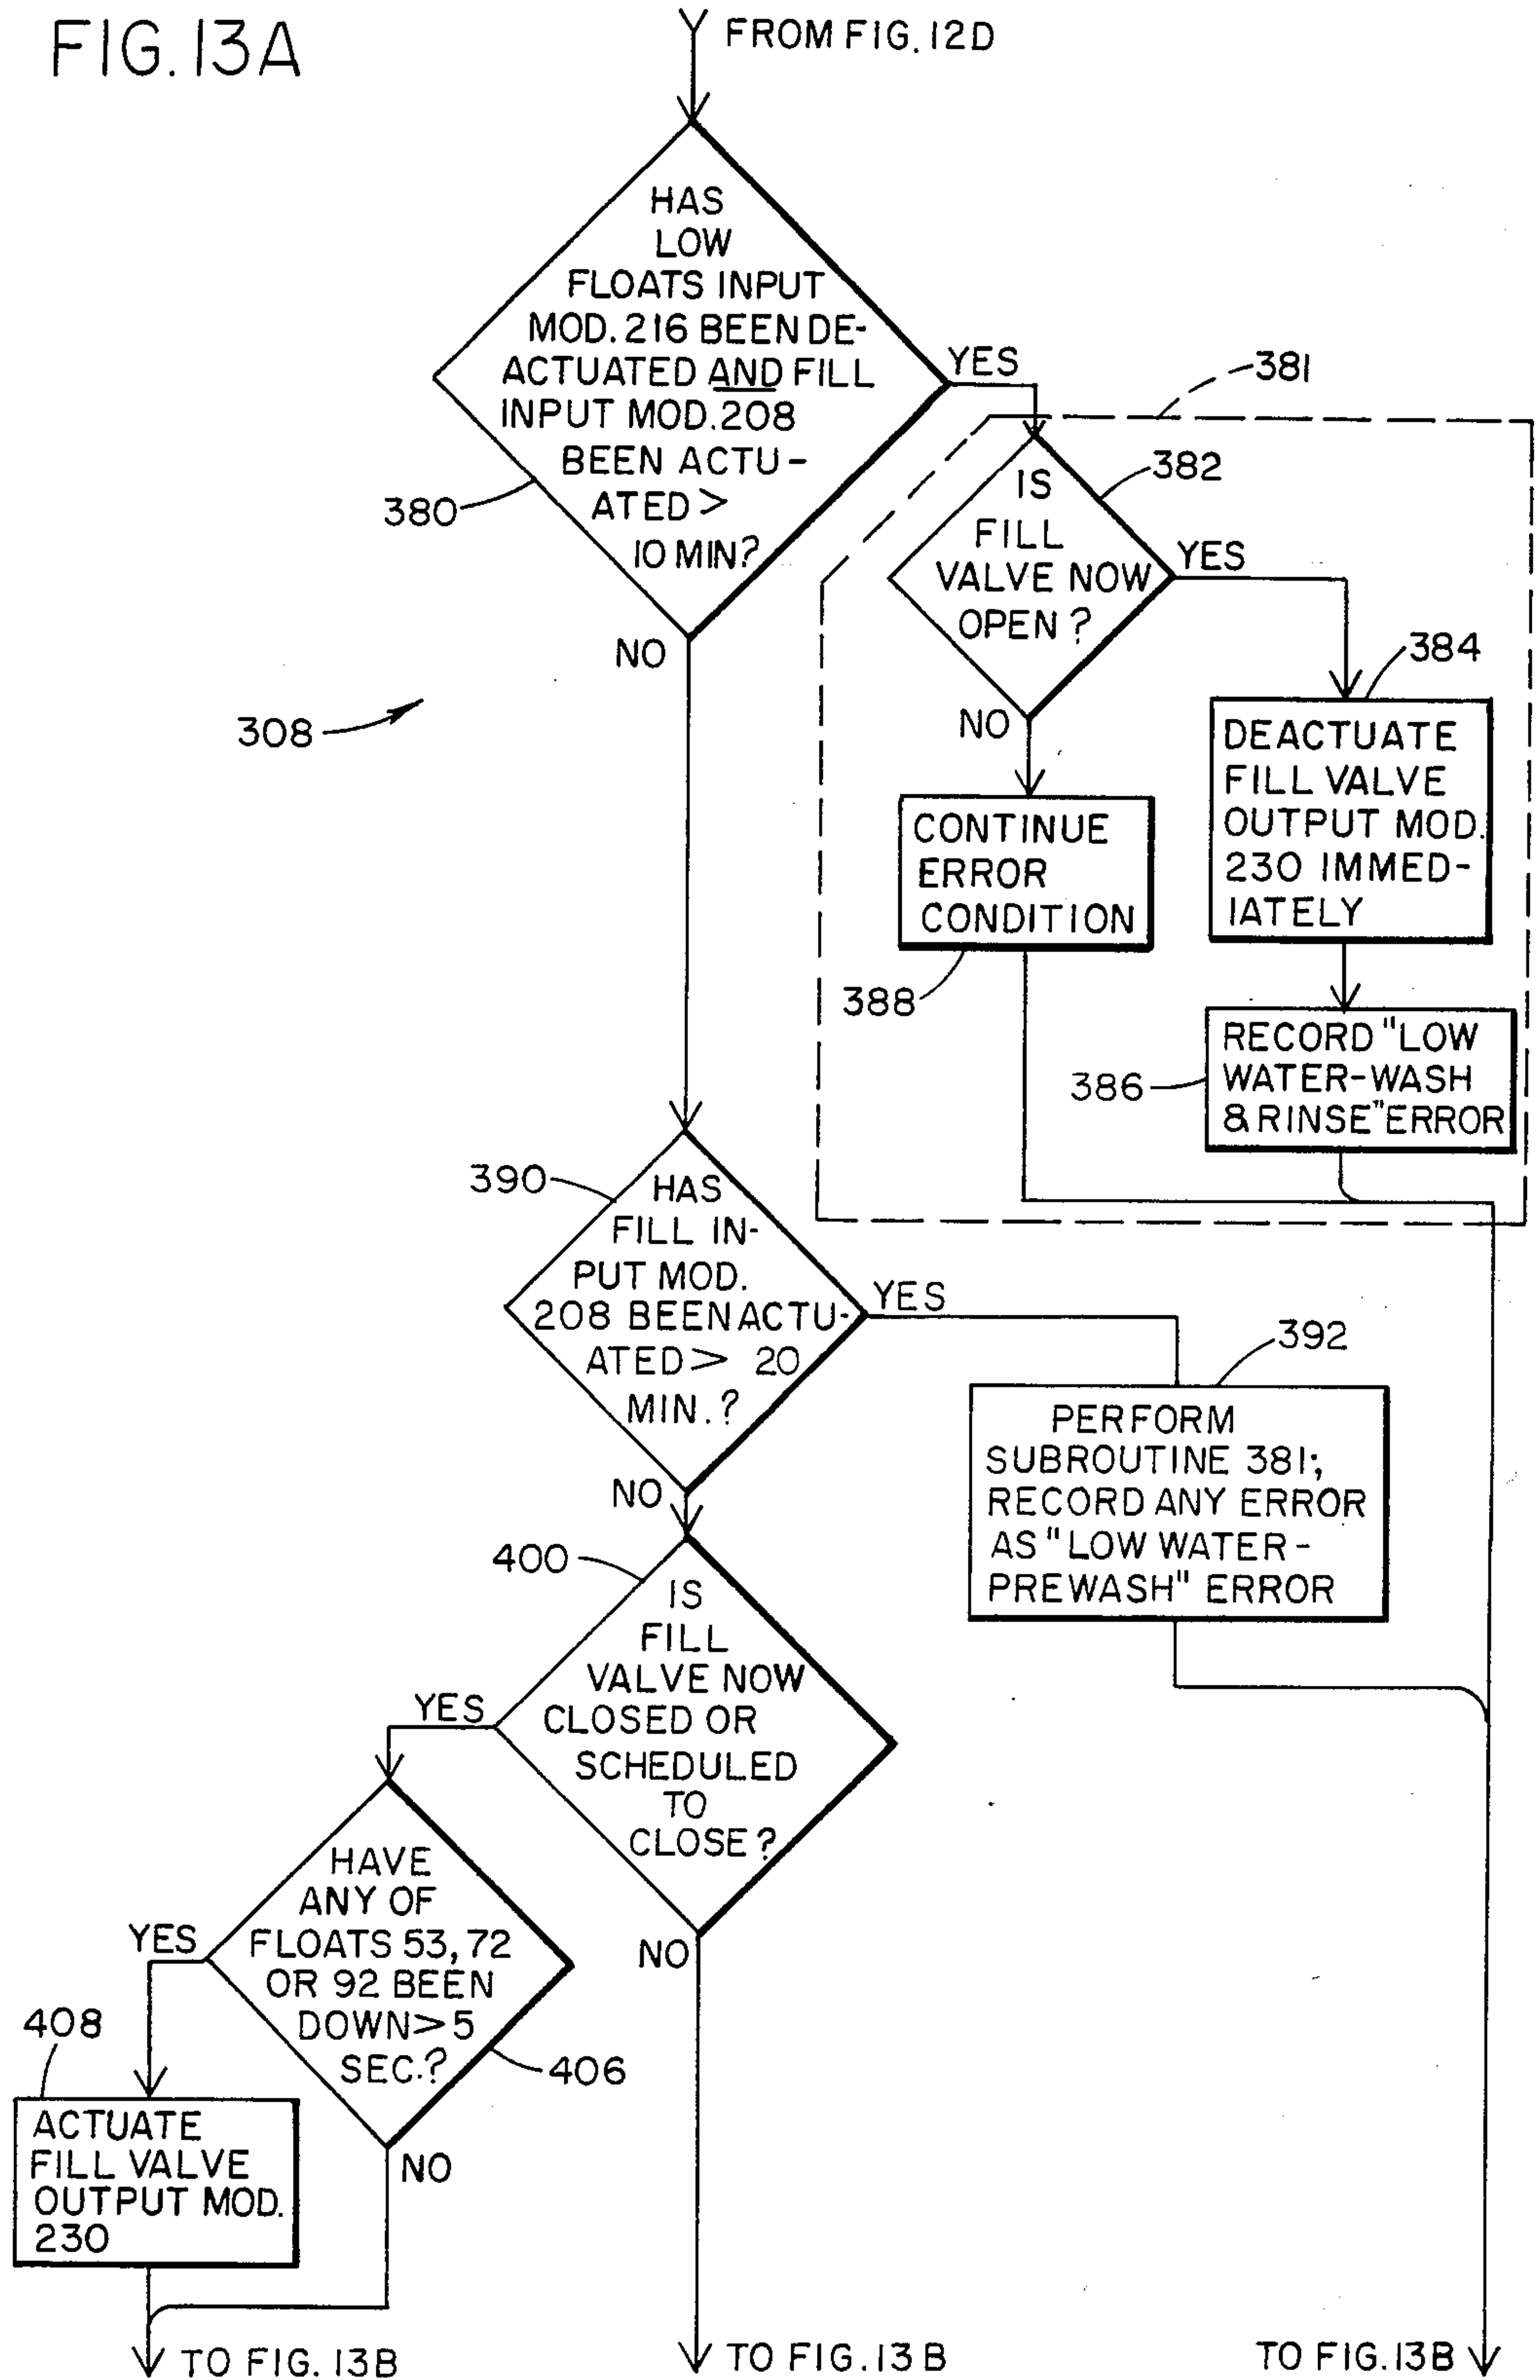 FIG. 13A
FROM FIG. 12D
HAS
LOW
FLOATS INPUT
MOD. 216 BEEN DE-
ACTUATED AND FILL
INPUT MOD. 208
BEEN ACTU-
ATED >
10 MIN?
380
YES
NO
381
IS
FILL
VALVE NOW
OPEN ?
382
YES
NO
308
384
DEACTUATE
FILL VALVE
OUTPUT MOD.
230 IMMED-
IATELY
CONTINUE
ERROR
CONDITION
388
RECORD "LOW
WATER-WASH
& RINSE" ERROR
386
390
HAS
FILL IN-
PUT MOD.
208 BEEN ACTU-
ATED > 20
MIN. ?
YES
NO
392
PERFORM
SUBROUTINE 381;
RECORD ANY ERROR
AS "LOW WATER-
PREWASH" ERROR
400
IS
FILL
VALVE NOW
CLOSED OR
SCHEDULED
TO
CLOSE ?
YES
NO
HAVE
ANY OF
FLOATS 53, 72
OR 92 BEEN
DOWN > 5
SEC. ?
406
YES
NO
408
ACTUATE
FILL VALVE
OUTPUT MOD.
230
TO FIG. 13B
TO FIG. 13B
TO FIG. 13B